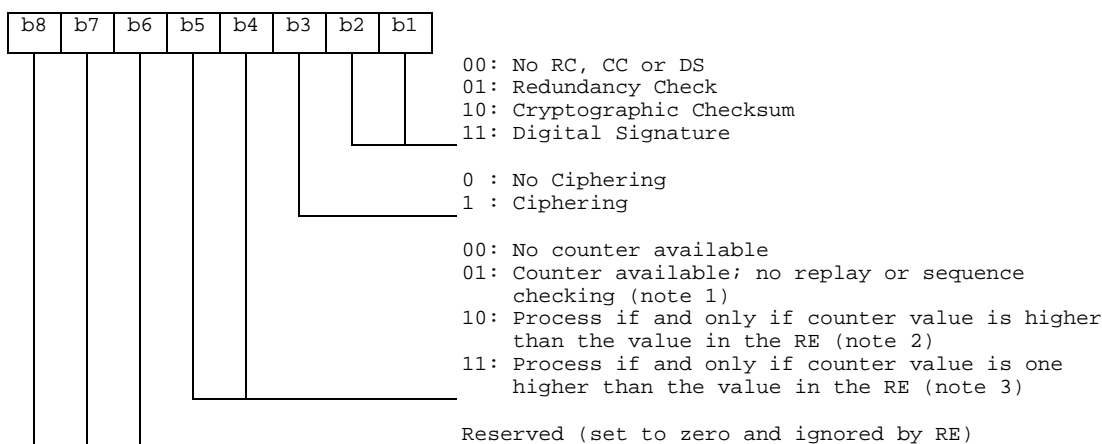 b8 b7 b6 b5 b4 b3 b2 b1
00: No RC, CC or DS
01: Redundancy Check
10: Cryptographic Checksum
11: Digital Signature
0 : No Ciphering
1 : Ciphering
00: No counter available
01: Counter available; no replay or sequence
checking (note 1)
10: Process if and only if counter value is higher
than the value in the RE (note 2)
11: Process if and only if counter value is one
higher than the value in the RE (note 3)
Reserved (set to zero and ignored by RE)